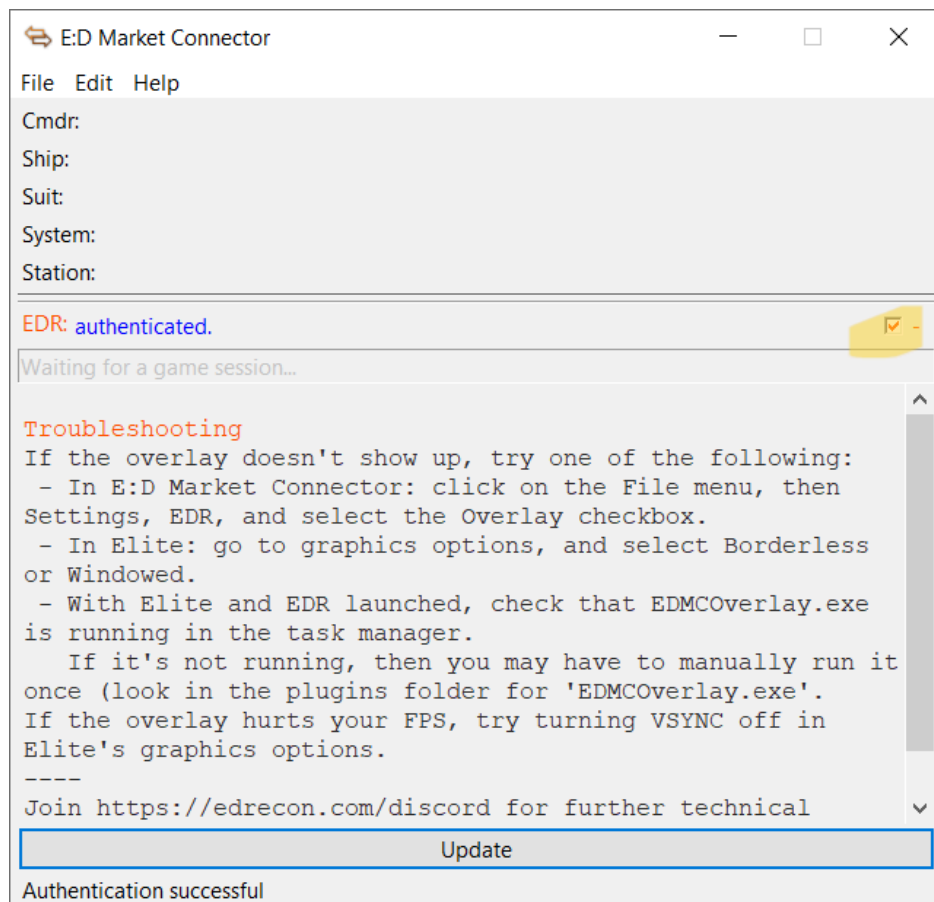 E:D Market Connector
File Edit Help
Cmdr:
Ship:
Suit:
System:
Station:
EDR: authenticated.
-
Waiting for a game session...
Troubleshooting
If the overlay doesn't show up, try one of the following:
- In E:D Market Connector: click on the File menu, then
Settings, EDR, and select the Overlay checkbox.
- In Elite: go to graphics options, and select Borderless
or Windowed.
- With Elite and EDR launched, check that EDMCOverlay.exe
is running in the task manager.
If it's not running, then you may have to manually run it
once (look in the plugins folder for 'EDMCOverlay.exe'.
If the overlay hurts your FPS, try turning VSYNC off in
Elite's graphics options.
----
Join https://edrecon.com/discord for further technical
Update
Authentication successful